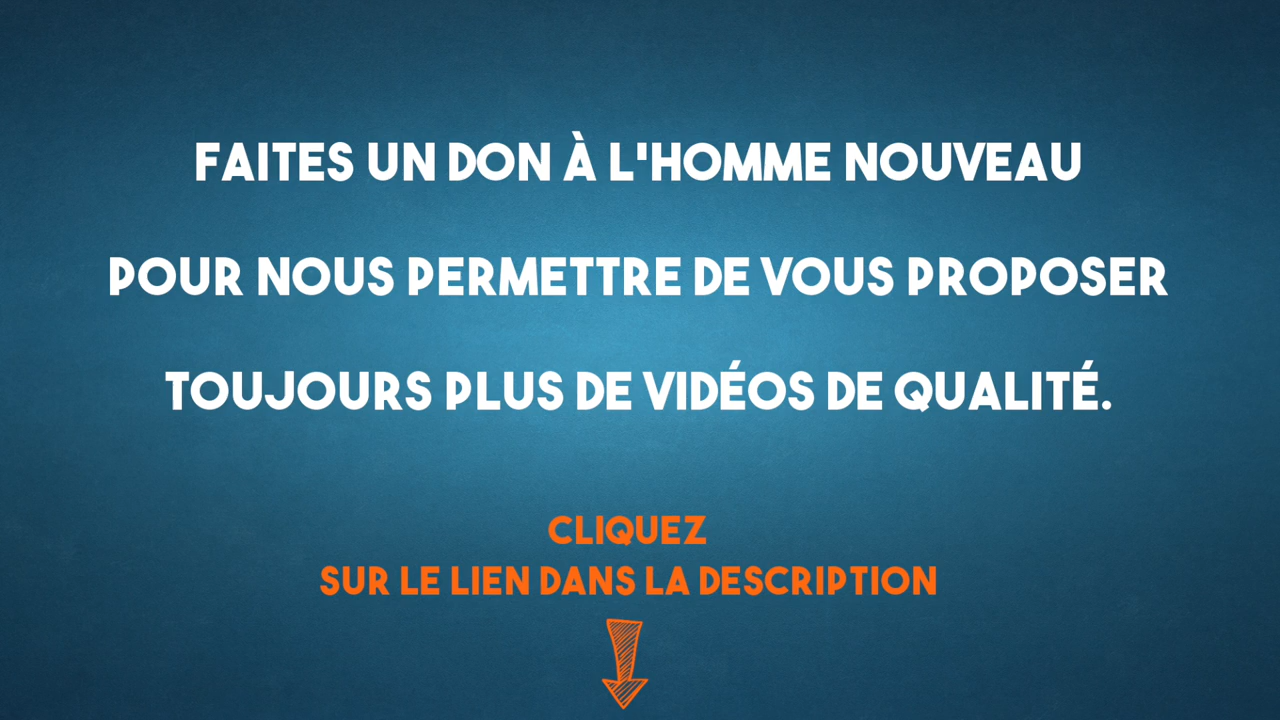 FAITES UN DON À L'HOMME NOUVEAU
POUR NOUS PERMETTRE DE VOUS PROPOSER
TOUJOURS PLUS DE VIDÉOS DE QUALITÉ.
CLIQUEZ
SUR LE LIEN DANS LA DESCRIPTION